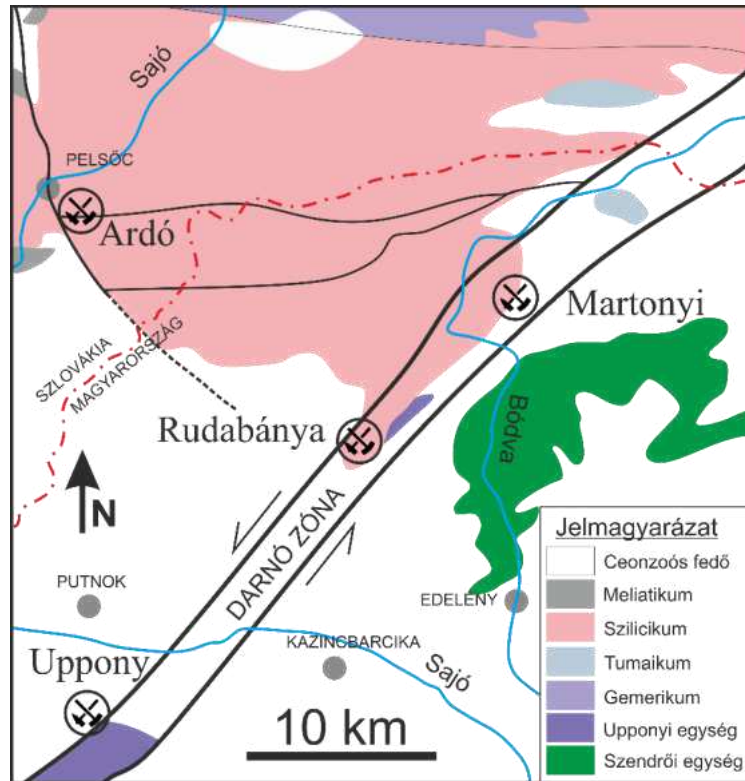 Sajó
PELSŐC
Ardó
Martonyi
SZLOVÁKIA
MAGYARORSZÁG
Rudabánya
Bódva
N
DARNÓ ZÓNA
PUTNOK
EDELÉNY
KAZINCBARCIKA
Uppony
Sajó
10 km
Jelmagyarázat
Ceonzoós fedő
Meliatikum
Szilicikum
Tumaikum
Gemerikum
Upponyi egység
Szendrői egység